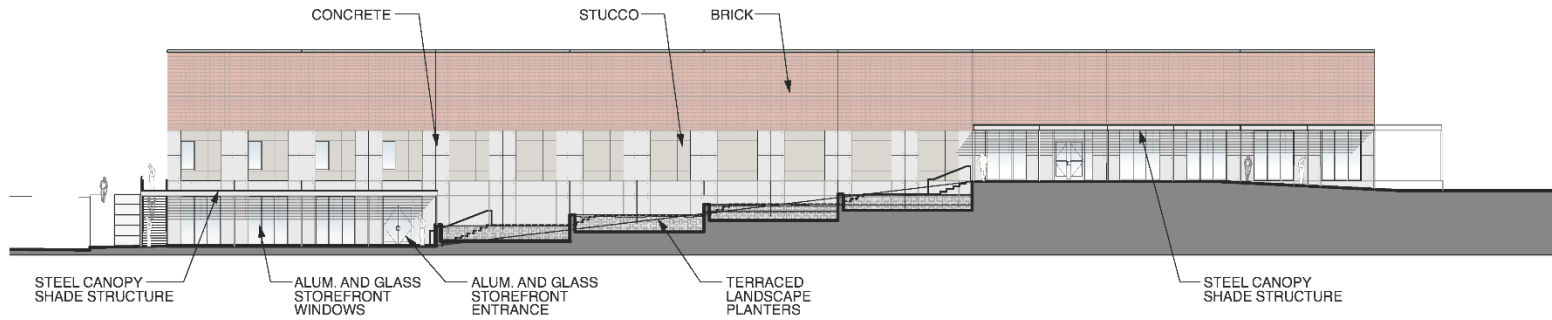 CONCRETE
STUCCO
BRICK
STEEL CANOPY
SHADE STRUCTURE
ALUM. AND GLASS
STOREFRONT
WINDOWS
ALUM. AND GLASS
STOREFRONT
ENTRANCE
TERRACED
LANDSCAPE
PLANTERS
STEEL CANOPY
SHADE STRUCTURE